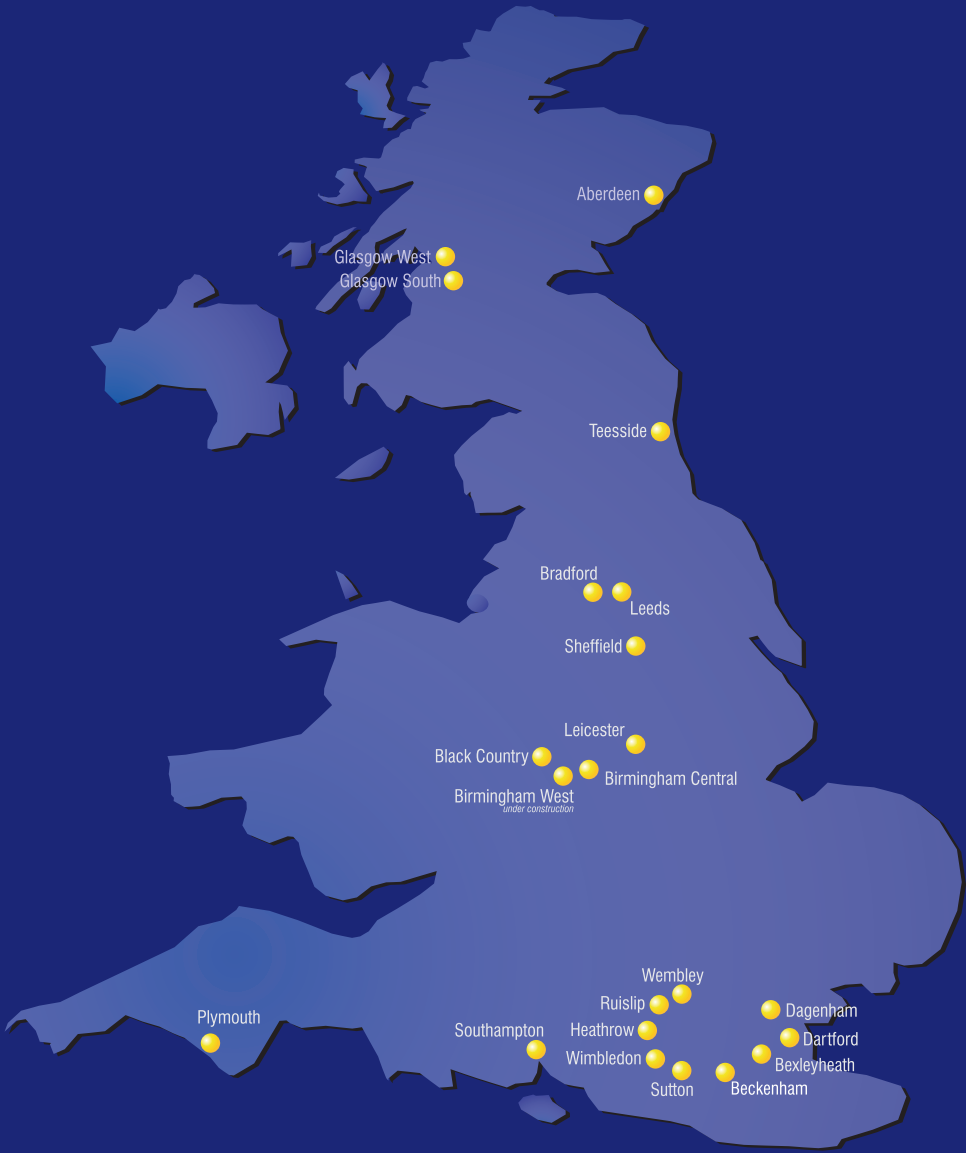 Aberdeen
Glasgow West
Glasgow South
Teesside
Bradford
Leeds
Sheffield
Leicester
Black Country
Birmingham Central
Birmingham West
under construction
Wembley
Ruislip
Dagenham
Plymouth
Southampton
Heathrow
Dartford
Wimbledon
Bexleyheath
Sutton
Beckenham